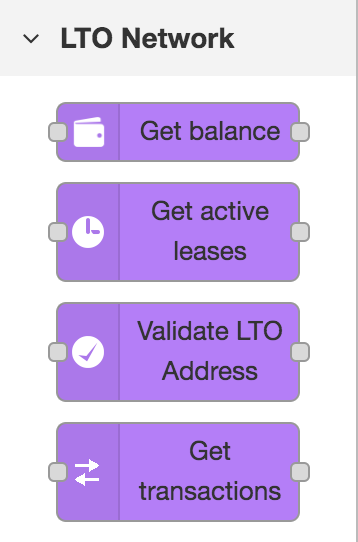 LTO Network
Get balance
Get active
leases
Validate LTO
Address
Get
transactions